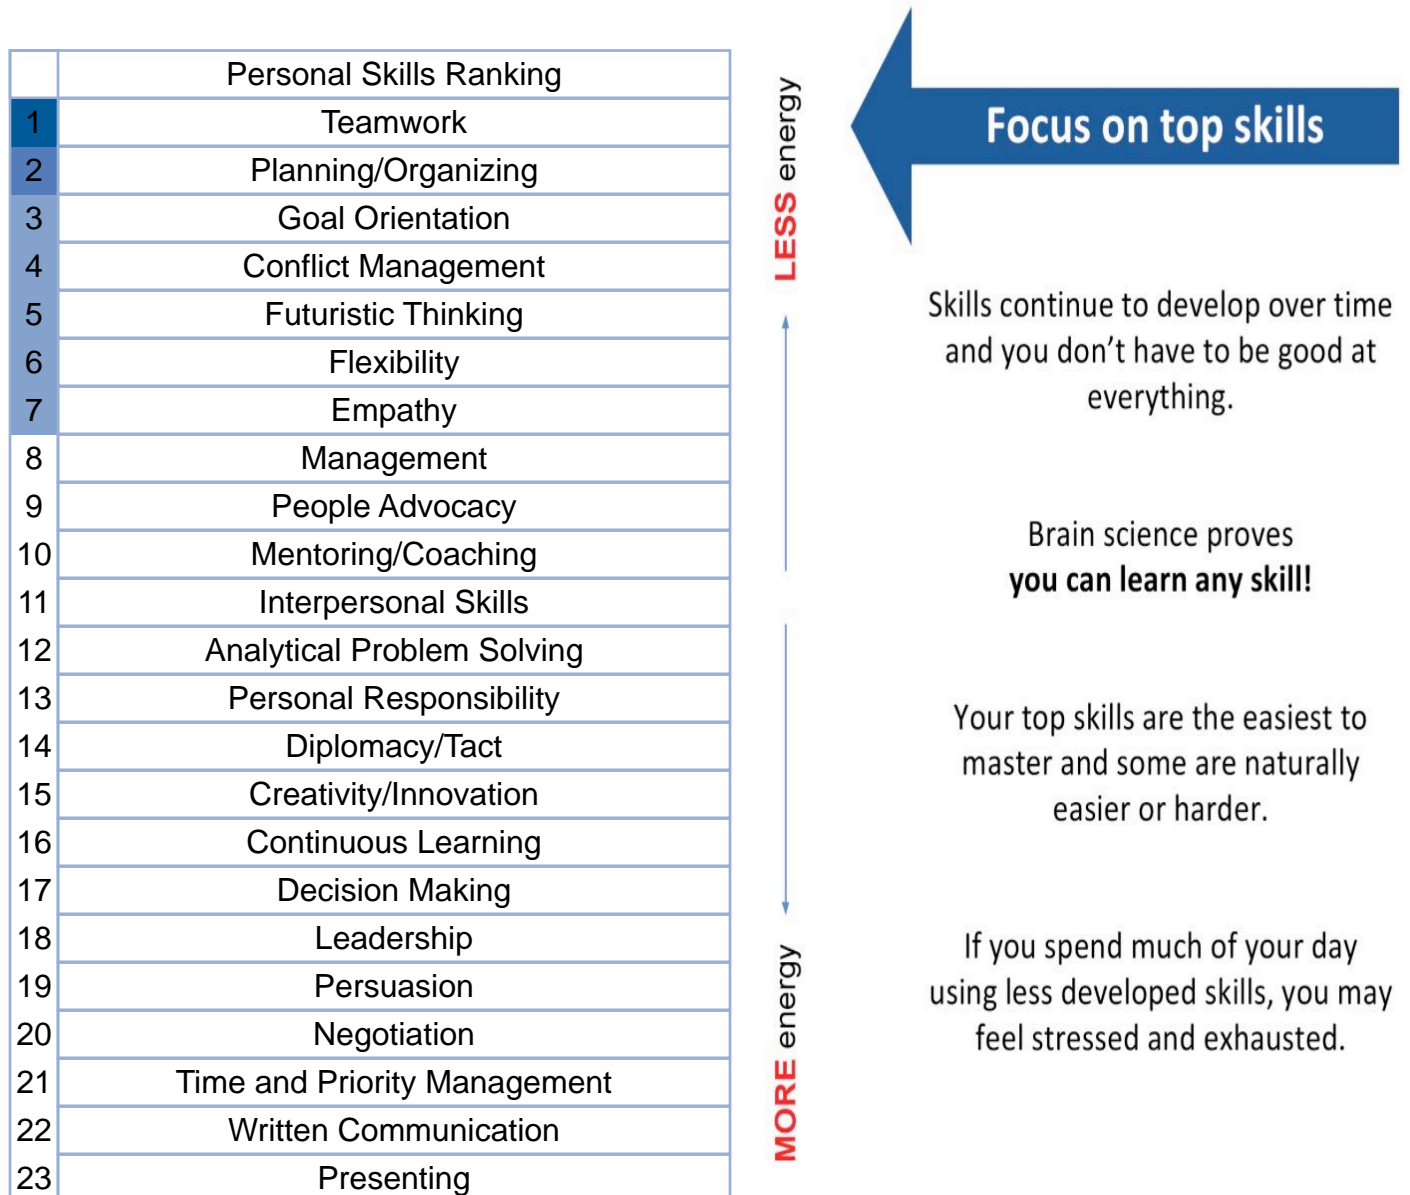 Personal Skills Ranking
1 Teamwork
2 Planning/Organizing
3 Goal Orientation
4 Conflict Management
5 Futuristic Thinking
6 Flexibility
7 Empathy
8 Management
9 People Advocacy
10 Mentoring/Coaching
11 Interpersonal Skills
12 Analytical Problem Solving
13 Personal Responsibility
14 Diplomacy/Tact
15 Creativity/Innovation
16 Continuous Learning
17 Decision Making
18 Leadership
19 Persuasion
20 Negotiation
21 Time and Priority Management
22 Written Communication
23 Presenting
LESS energy
MORE energy
Focus on top skills
Skills continue to develop over time
and you don’t have to be good at
everything.
Brain science proves
you can learn any skill!
Your top skills are the easiest to
master and some are naturally
easier or harder.
If you spend much of your day
using less developed skills, you may
feel stressed and exhausted.